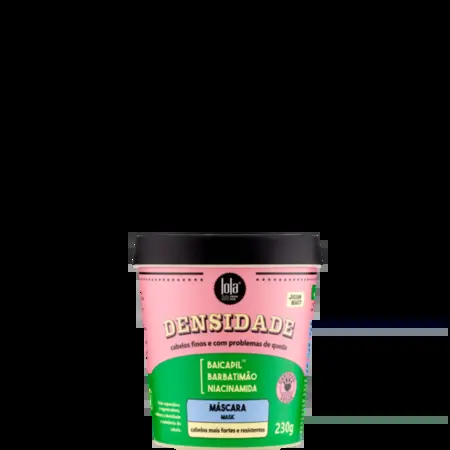 lola
DENSIDADE
cabelos finos e com problemas de queda
BAICAPIL™
BARBATIMÃO
NIACINAMIDA
MÁSCARA
MASK
cabelos mais fortes e resistentes
230g